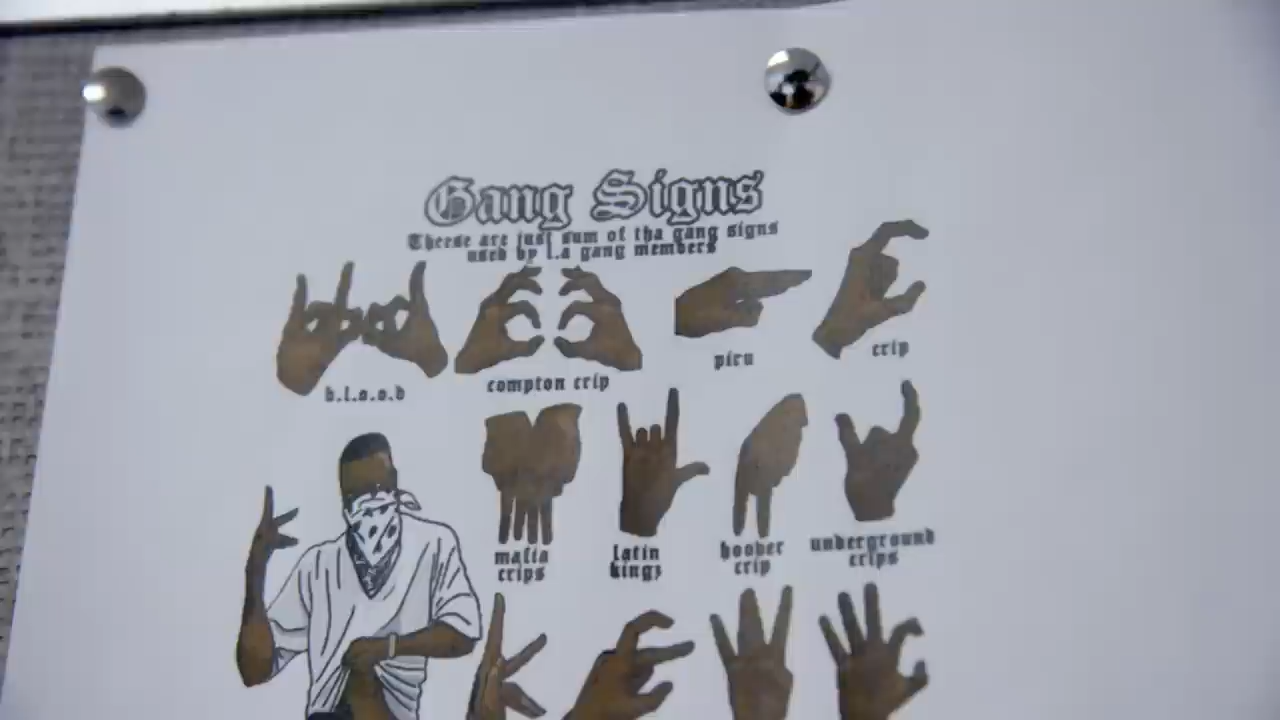 Gang Signs
Theese are just sum of tha gang signs
used by l.a gang members
b.l.o.o.d
compton crip
piru
crip
mafia
crips
latin
kingz
hoover
crip
underground
crips